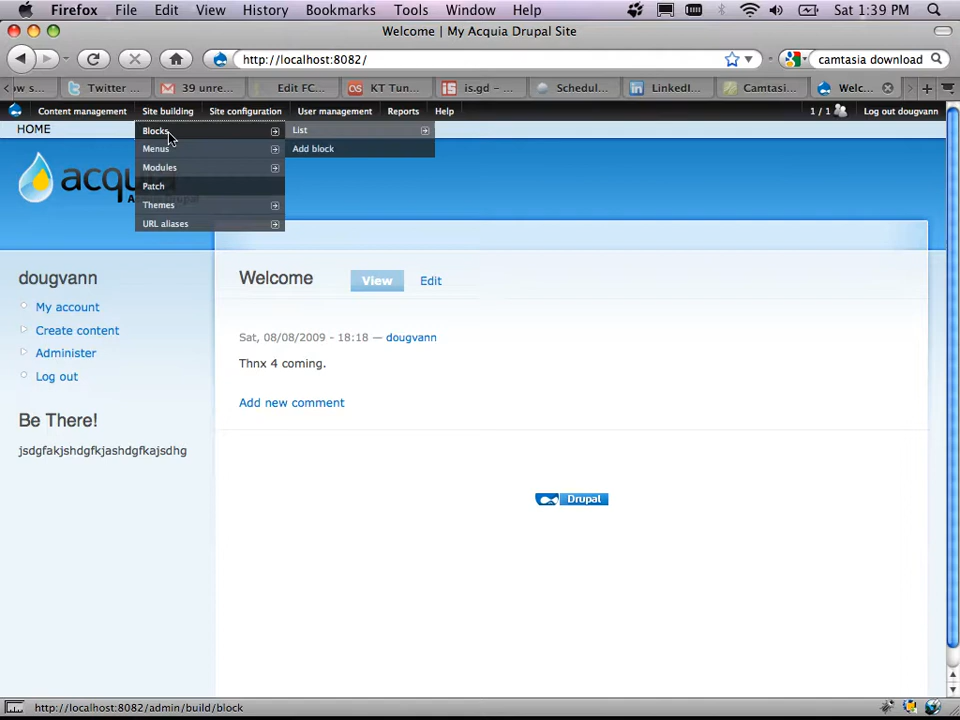 Firefox File Edit View History Bookmarks Tools Window Help Sat 1:39 PM
Welcome | My Acquia Drupal Site
http://localhost:8082/
camtasia download
ow s... Twitter ... 39 unre... Edit FC... KT Tun... is.gd - ... Schedul... LinkedI... Camtasi... Welc...
Content management Site building Site configuration User management Reports Help 1 / 1 Log out dougvann
HOME
Blocks List
Menus Add block
Modules
Patch
Themes
URL aliases
acquia
dougvann
My account
Create content
Administer
Log out
Be There!
jsdgfakjshdgfkjashdgfkajsdhg
Welcome View Edit
Sat, 08/08/2009 - 18:18 — dougvann
Thnx 4 coming.
Add new comment
Drupal
http://localhost:8082/admin/build/block